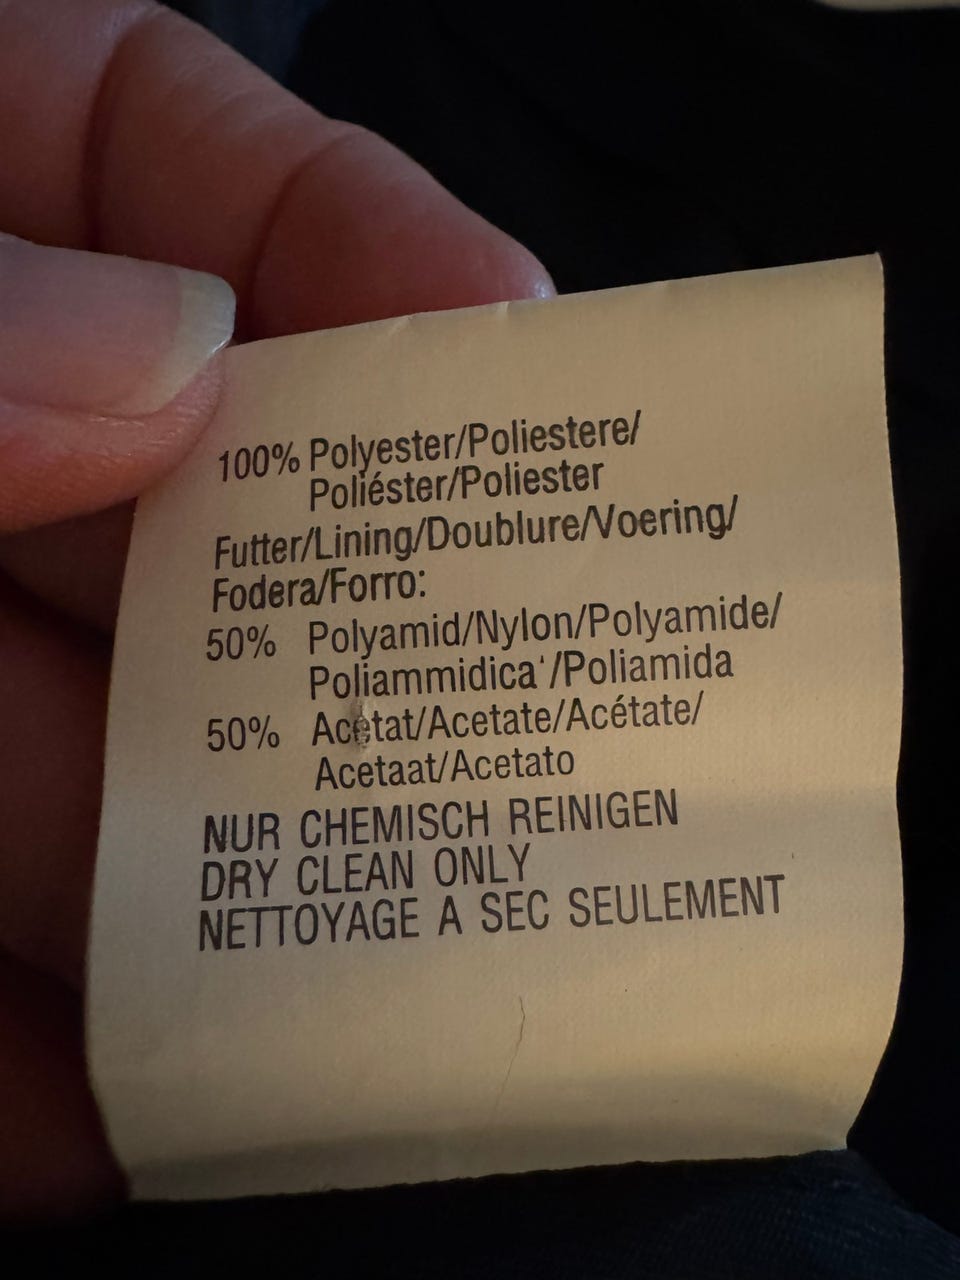 100% Polyester/Poliestere/
Poliéster/Poliester
Futter/Lining/Doublure/Voering/
Fodera/Forro:
50% Polyamid/Nylon/Polyamide/
Poliammidica'/Poliamida
50% Acetat/Acetate/Acétate/
Acetaat/Acetato
NUR CHEMISCH REINIGEN
DRY CLEAN ONLY
NETTOYAGE A SEC SEULEMENT